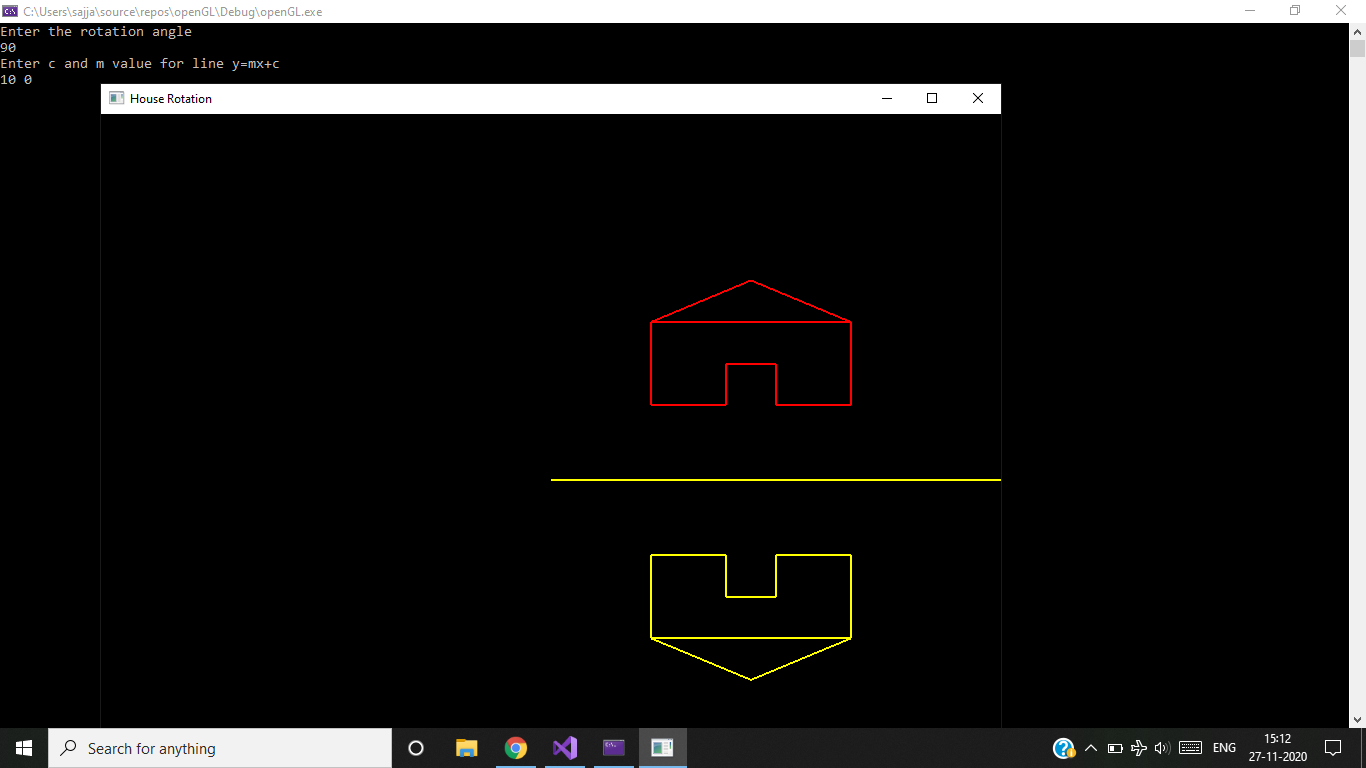 C:\Users\sajja\source\repos\openGL\Debug\openGL.exe
Enter the rotation angle
90
Enter c and m value for line y=mx+c
10 0
House Rotation
Search for anything
ENG
15:12
27-11-2020